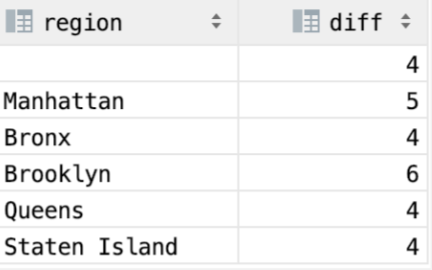 region diff
4
Manhattan 5
Bronx 4
Brooklyn 6
Queens 4
Staten Island 4